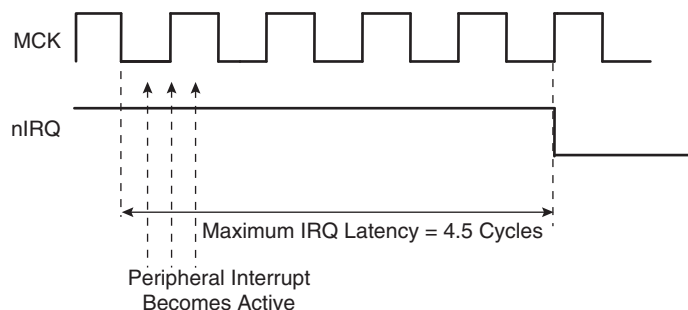 MCK
nIRQ
Maximum IRQ Latency = 4.5 Cycles
Peripheral Interrupt
Becomes Active